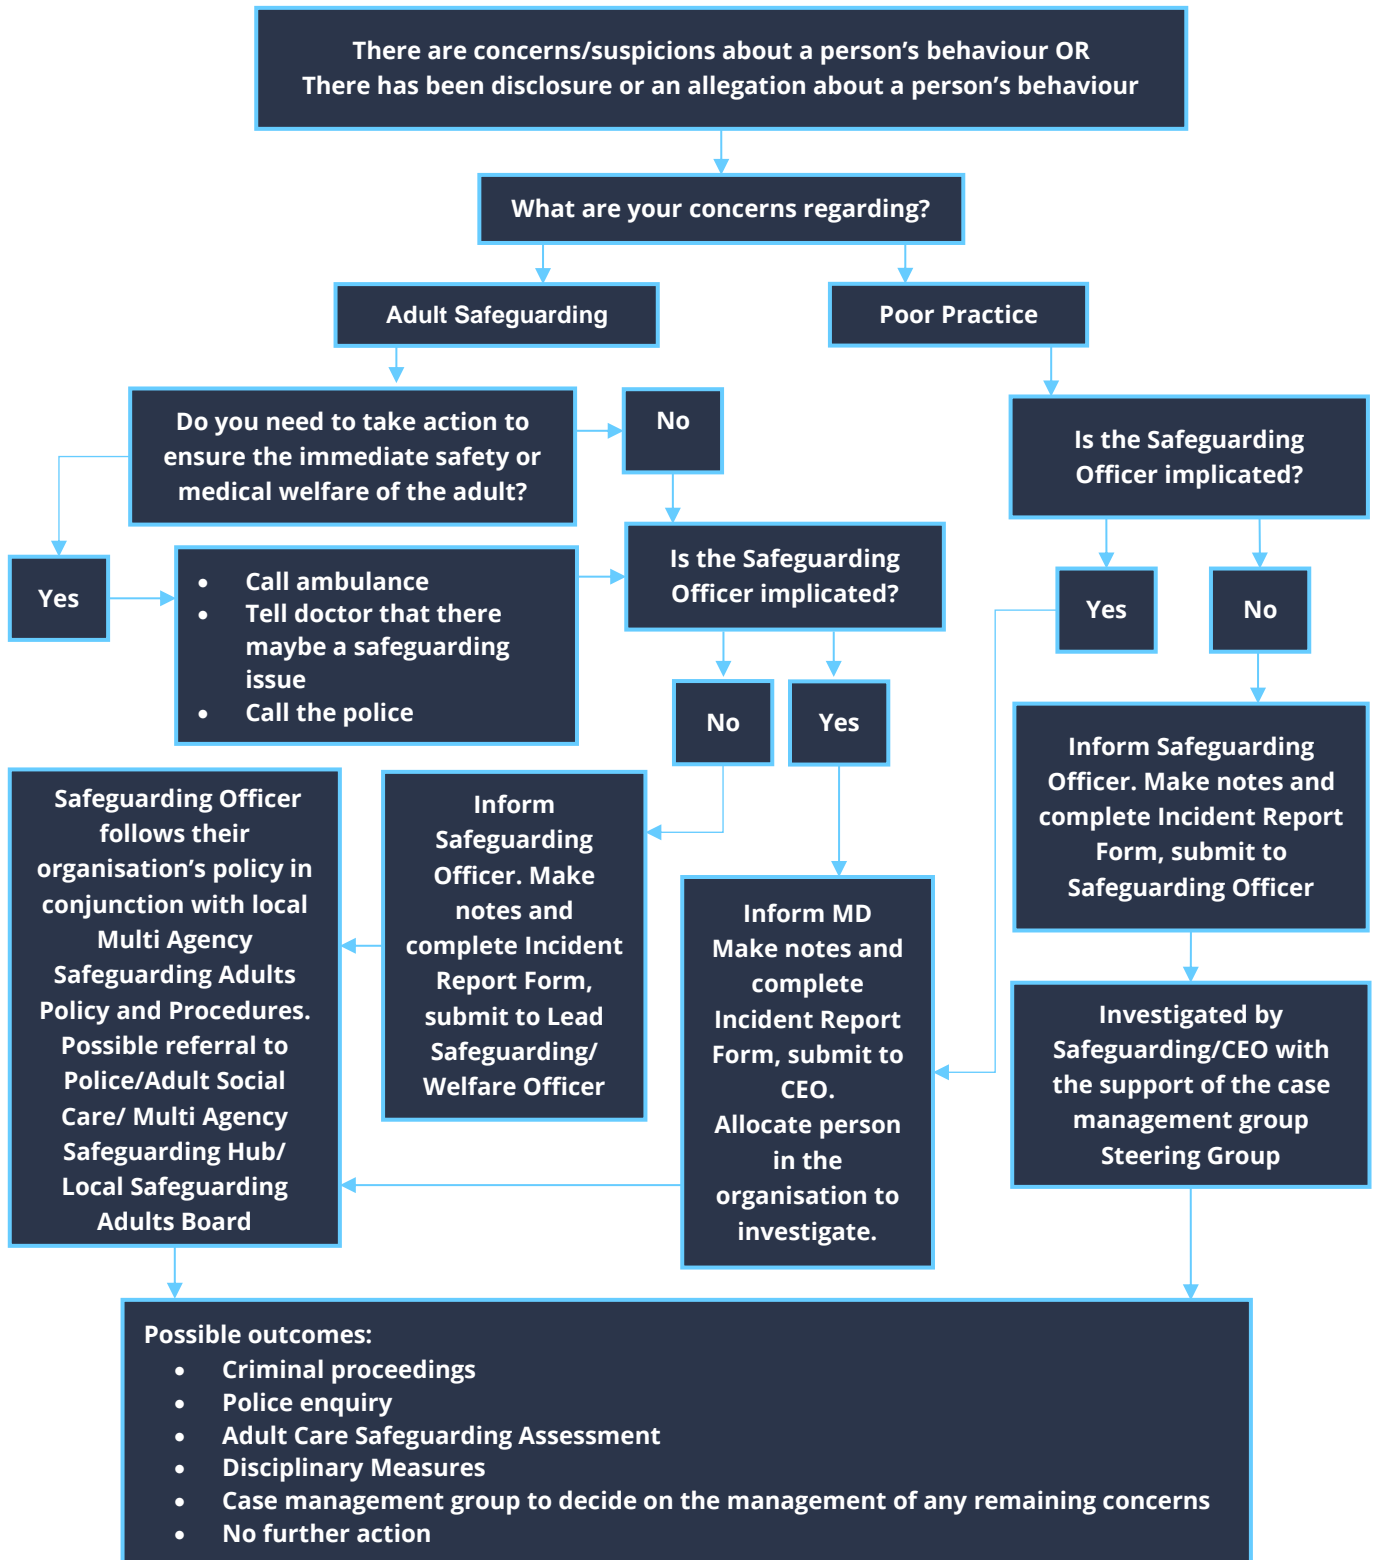 There are concerns/suspicions about a person’s behaviour OR
There has been disclosure or an allegation about a person’s behaviour
What are your concerns regarding?
Adult Safeguarding
Poor Practice
Do you need to take action to
ensure the immediate safety or
medical welfare of the adult?
No
Is the Safeguarding
Officer implicated?
Yes
• Call ambulance
• Tell doctor that there
maybe a safeguarding
issue
• Call the police
Is the Safeguarding
Officer implicated?
Yes
No
No
Yes
Inform Safeguarding
Officer. Make notes and
complete Incident Report
Form, submit to
Safeguarding Officer
Safeguarding Officer
follows their
organisation’s policy in
conjunction with local
Multi Agency
Safeguarding Adults
Policy and Procedures.
Possible referral to
Police/Adult Social
Care/ Multi Agency
Safeguarding Hub/
Local Safeguarding
Adults Board
Inform
Safeguarding
Officer. Make
notes and
complete Incident
Report Form,
submit to Lead
Safeguarding/
Welfare Officer
Inform MD
Make notes and
complete
Incident Report
Form, submit to
CEO.
Allocate person
in the
organisation to
investigate.
Investigated by
Safeguarding/CEO with
the support of the case
management group
Steering Group
Possible outcomes:
• Criminal proceedings
• Police enquiry
• Adult Care Safeguarding Assessment
• Disciplinary Measures
• Case management group to decide on the management of any remaining concerns
• No further action